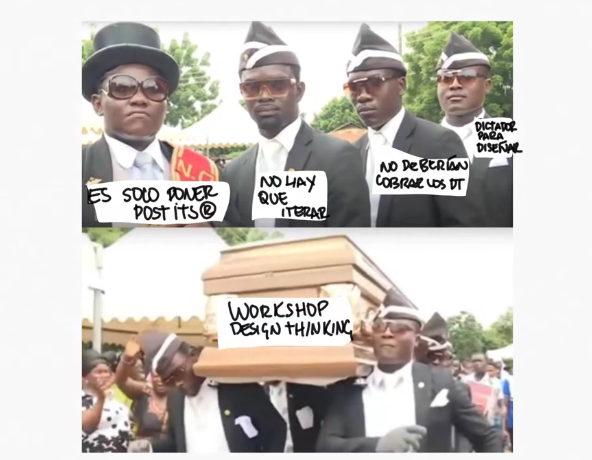 ES SOLO PONER
POST ITS®
NO HAY
QUE
ITERAR
NO DEBERÍAN
COBRAR LOS DT
DICTADOR
PARA
DISEÑAR
WORKSHOP
DESIGN THINKING